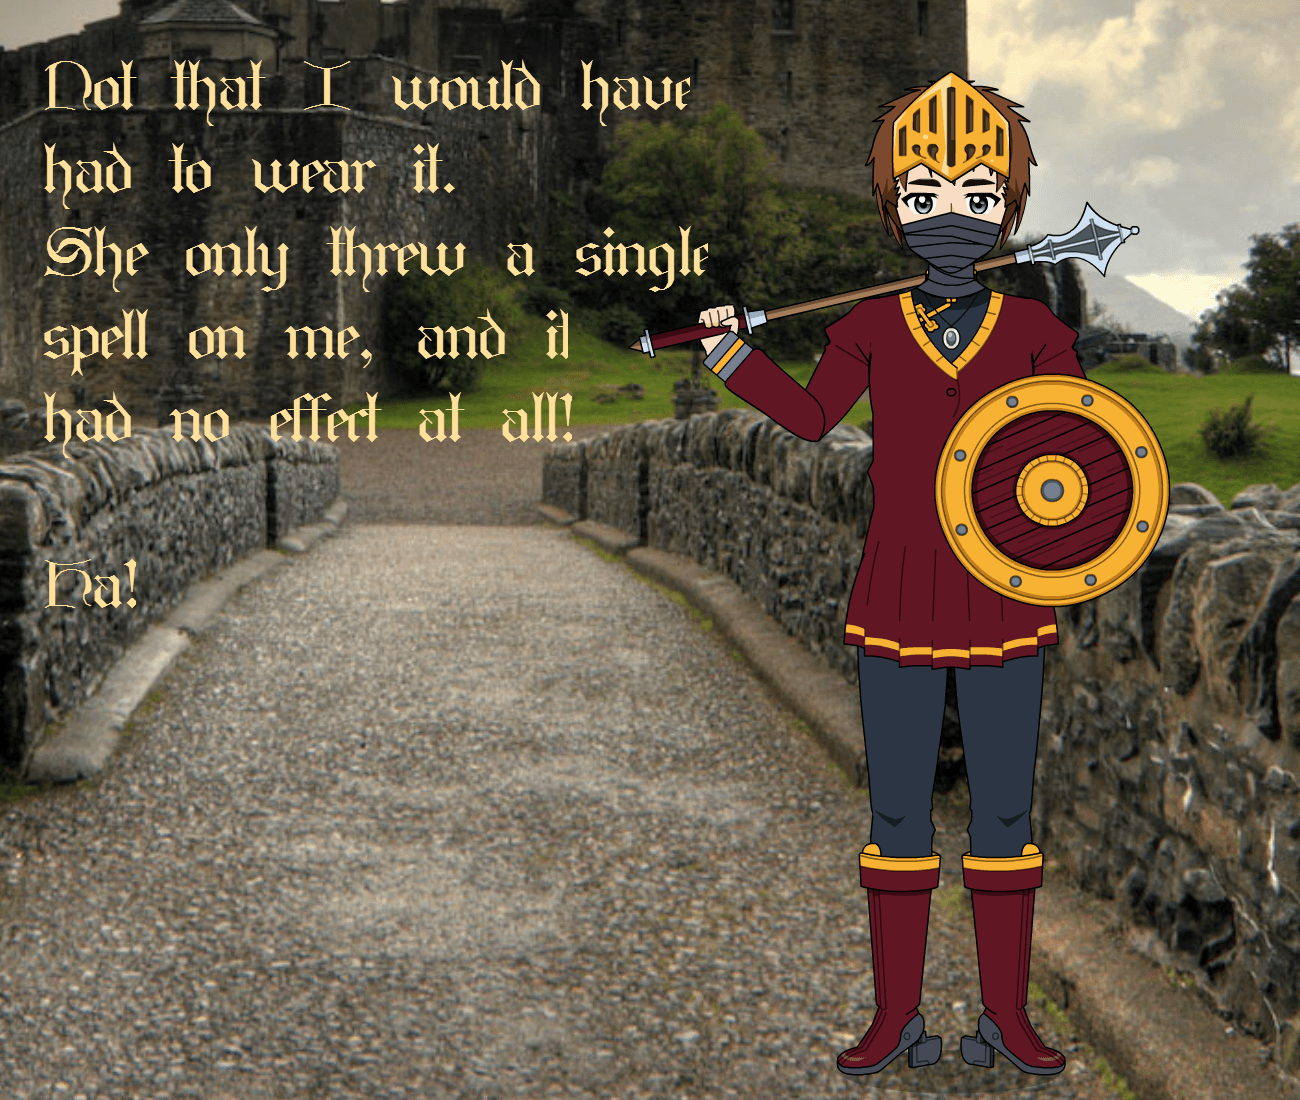 Not that I would have
had to wear it.
She only threw a single
spell on me, and it
had no effect at all!
Ha!